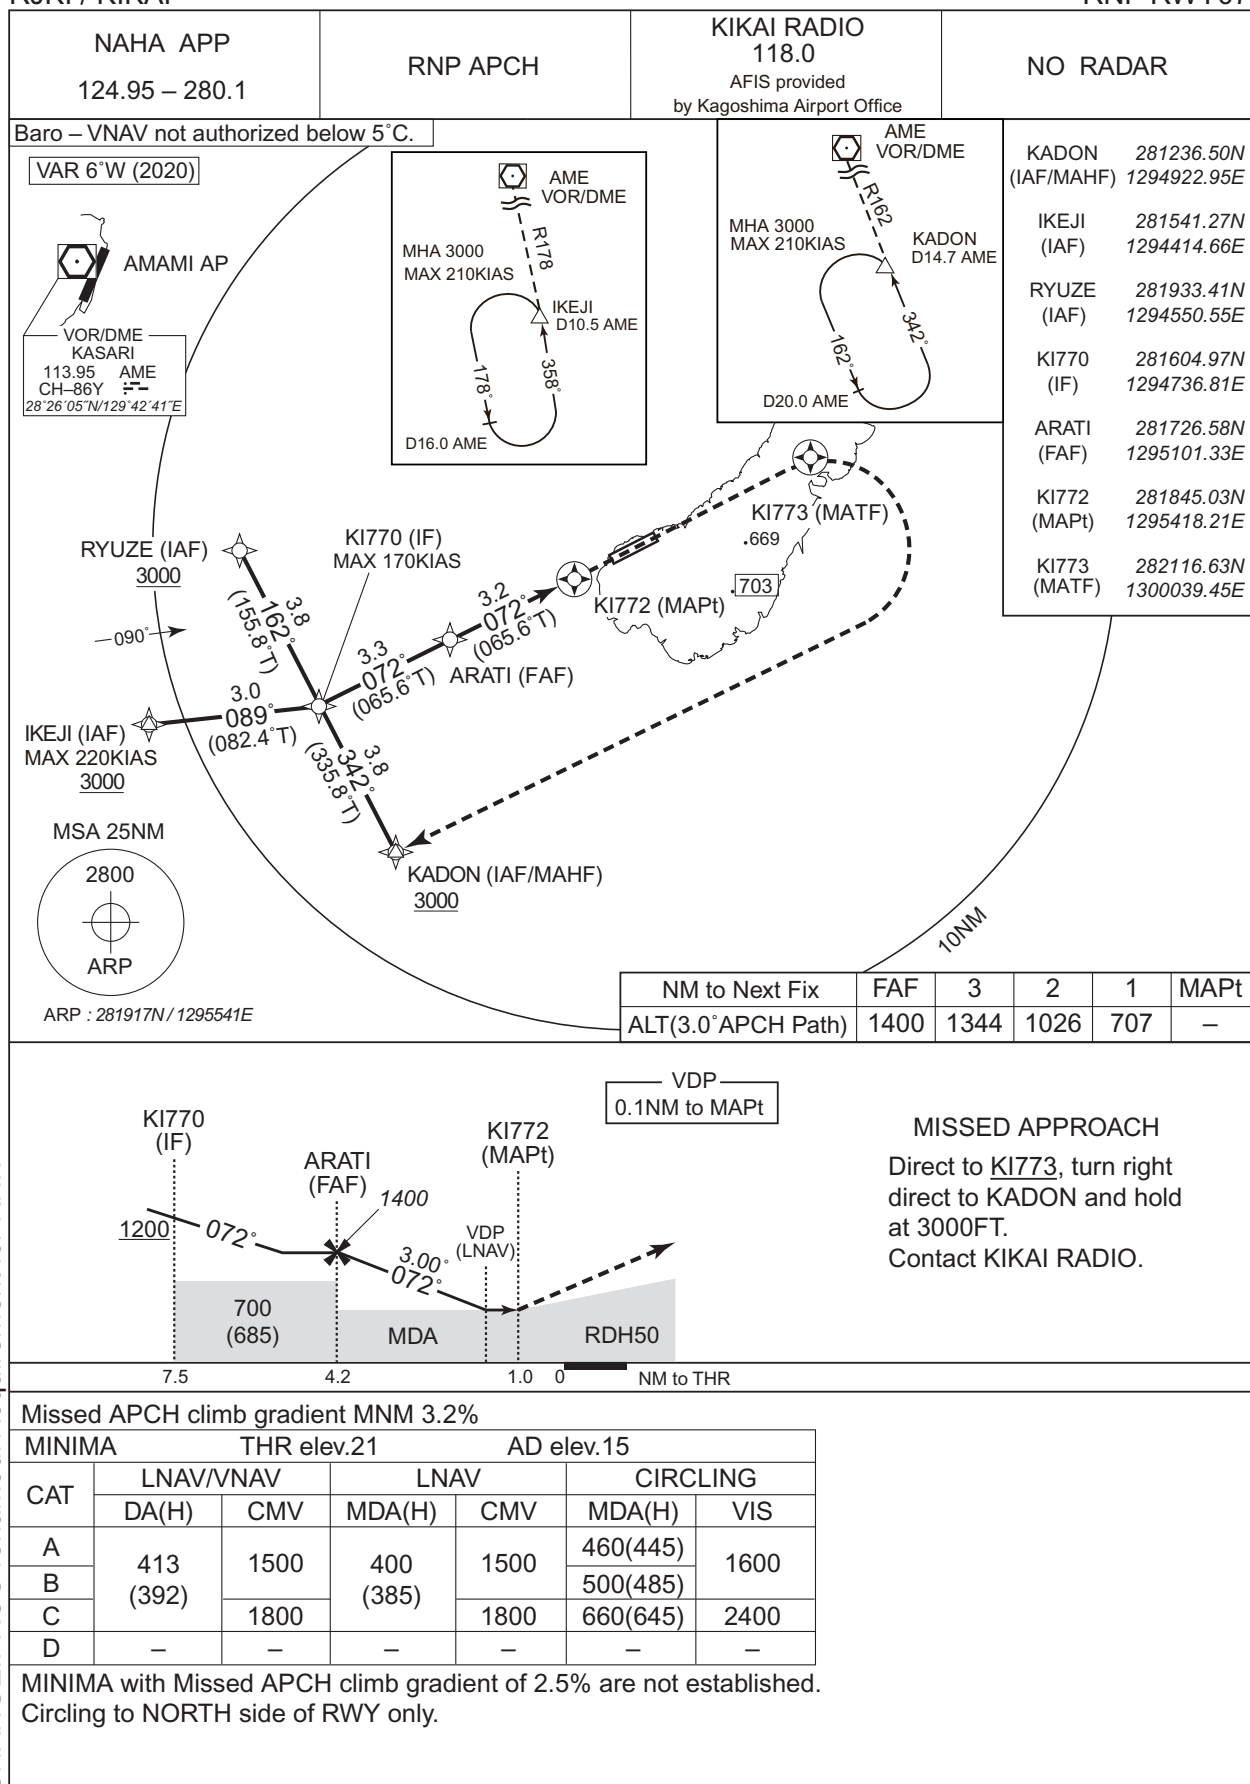 NAHA APP
124.95 – 280.1
RNP APCH
KIKAI RADIO
118.0
AFIS provided
by Kagoshima Airport Office
NO RADAR
Baro – VNAV not authorized below 5˚C.
VAR 6˚W (2020)
AMAMI AP
VOR/DME
KASARI
113.95 AME
CH–86Y
28˚26´05˝N/129˚42´41˝E
AME
VOR/DME
R178
MHA 3000
MAX 210KIAS
IKEJI
D10.5 AME
178˚
358˚
D16.0 AME
AME
VOR/DME
R162
MHA 3000
MAX 210KIAS
KADON
D14.7 AME
162˚
342˚
D20.0 AME
KADON 281236.50N
(IAF/MAHF) 1294922.95E
IKEJI 281541.27N
(IAF) 1294414.66E
RYUZE 281933.41N
(IAF) 1294550.55E
KI770 281604.97N
(IF) 1294736.81E
ARATI 281726.58N
(FAF) 1295101.33E
KI772 281845.03N
(MAPt) 1295418.21E
KI773 282116.63N
(MATF) 1300039.45E
RYUZE (IAF)
3000
KI770 (IF)
MAX 170KIAS
KI773 (MATF)
669
703
KI772 (MAPt)
3.8
162˚
(155.8˚T)
090˚
3.2
072˚
(065.6˚T)
3.3
072˚
(065.6˚T)
ARATI (FAF)
3.0
089˚
(082.4˚T)
IKEJI (IAF)
MAX 220KIAS
3000
3.8
342˚
(335.8˚T)
KADON (IAF/MAHF)
3000
MSA 25NM
2800
ARP
ARP : 281917N / 1295541E
10NM
NM to Next Fix FAF 3 2 1 MAPt
ALT(3.0˚APCH Path) 1400 1344 1026 707 –
VDP
0.1NM to MAPt
KI770
(IF)
ARATI
(FAF)
1400
KI772
(MAPt)
1200
072˚
VDP
(LNAV)
3.00˚
072˚
700
(685)
MDA
RDH50
7.5 4.2 1.0 0 NM to THR
MISSED APPROACH
Direct to KI773, turn right
direct to KADON and hold
at 3000FT.
Contact KIKAI RADIO.
Missed APCH climb gradient MNM 3.2%
MINIMA THR elev.21 AD elev.15
CAT LNAV/VNAV LNAV CIRCLING
DA(H) CMV MDA(H) CMV MDA(H) VIS
A 413 (392) 1500 400 (385) 1500 460(445) 1600
B 500(485)
C 1800 1800 660(645) 2400
D – – – – – –
MINIMA with Missed APCH climb gradient of 2.5% are not established.
Circling to NORTH side of RWY only.